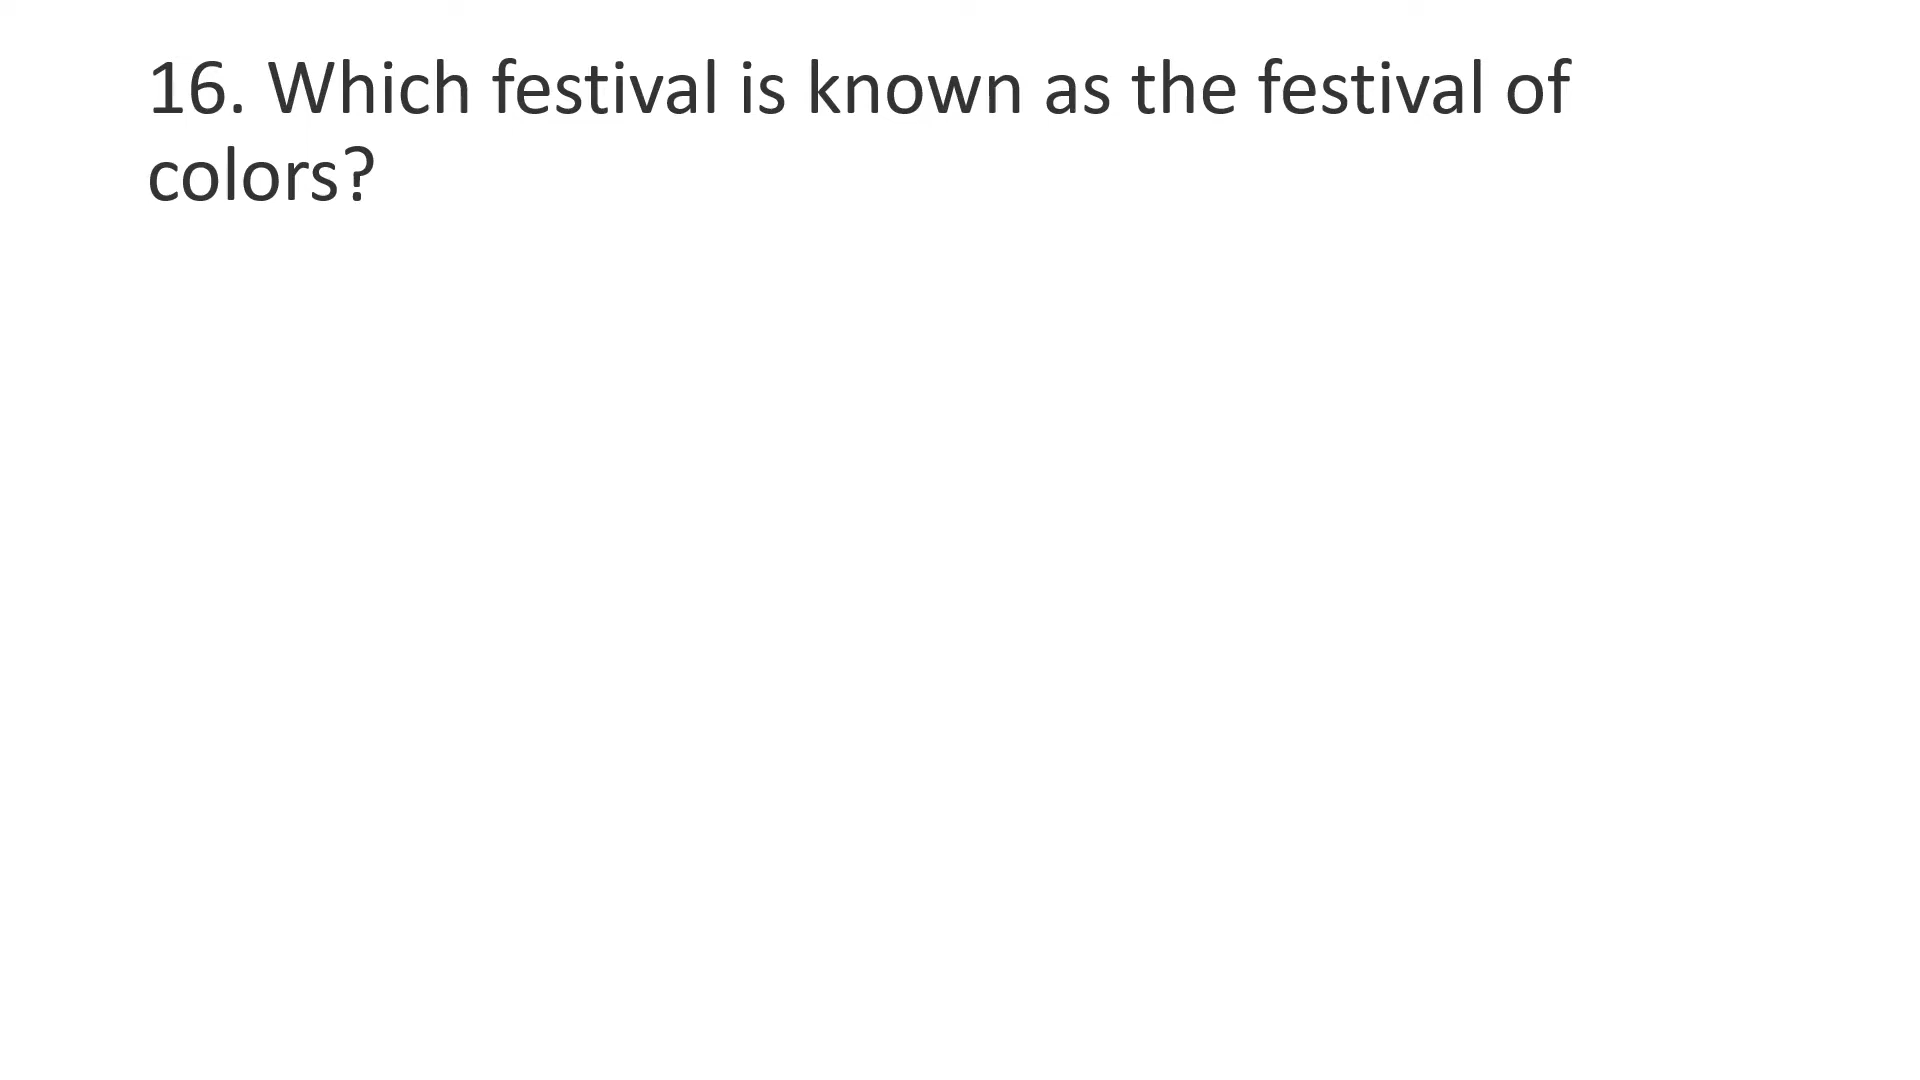 16. Which festival is known as the festival of
colors?